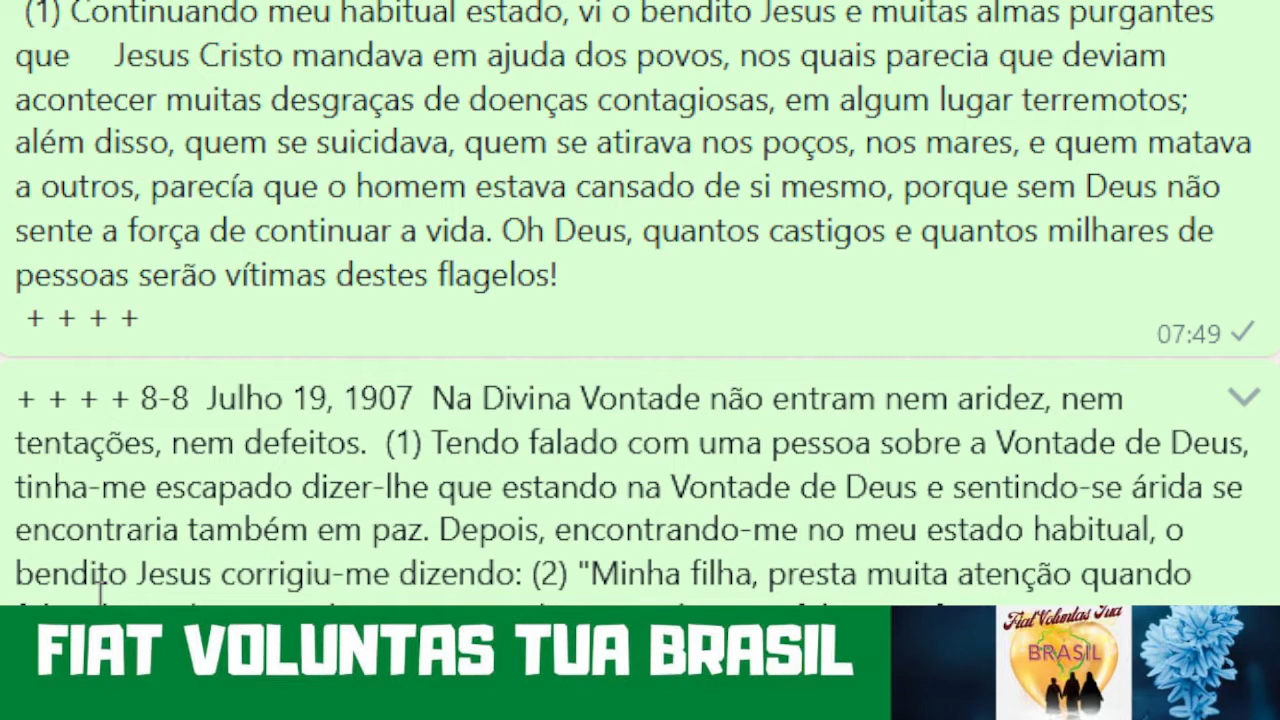 (1) Continuando meu habitual estado, vi o bendito Jesus e muitas almas purgantes
que Jesus Cristo mandava em ajuda dos povos, nos quais parecia que deviam
acontecer muitas desgraças de doenças contagiosas, em algum lugar terremotos;
além disso, quem se suicidava, quem se atirava nos poços, nos mares, e quem matava
a outros, parecía que o homem estava cansado de si mesmo, porque sem Deus não
sente a força de continuar a vida. Oh Deus, quantos castigos e quantos milhares de
pessoas serão vítimas destes flagelos!
+ + + +
07:49
+ + + + 8-8 Julho 19, 1907 Na Divina Vontade não entram nem aridez, nem
tentações, nem defeitos. (1) Tendo falado com uma pessoa sobre a Vontade de Deus,
tinha-me escapado dizer-lhe que estando na Vontade de Deus e sentindo-se árida se
encontraria também em paz. Depois, encontrando-me no meu estado habitual, o
bendito Jesus corrigiu-me dizendo: (2) "Minha filha, presta muita atenção quando
FIAT VOLUNTAS TUA BRASIL
Fiat Voluntas Tua
BRASIL